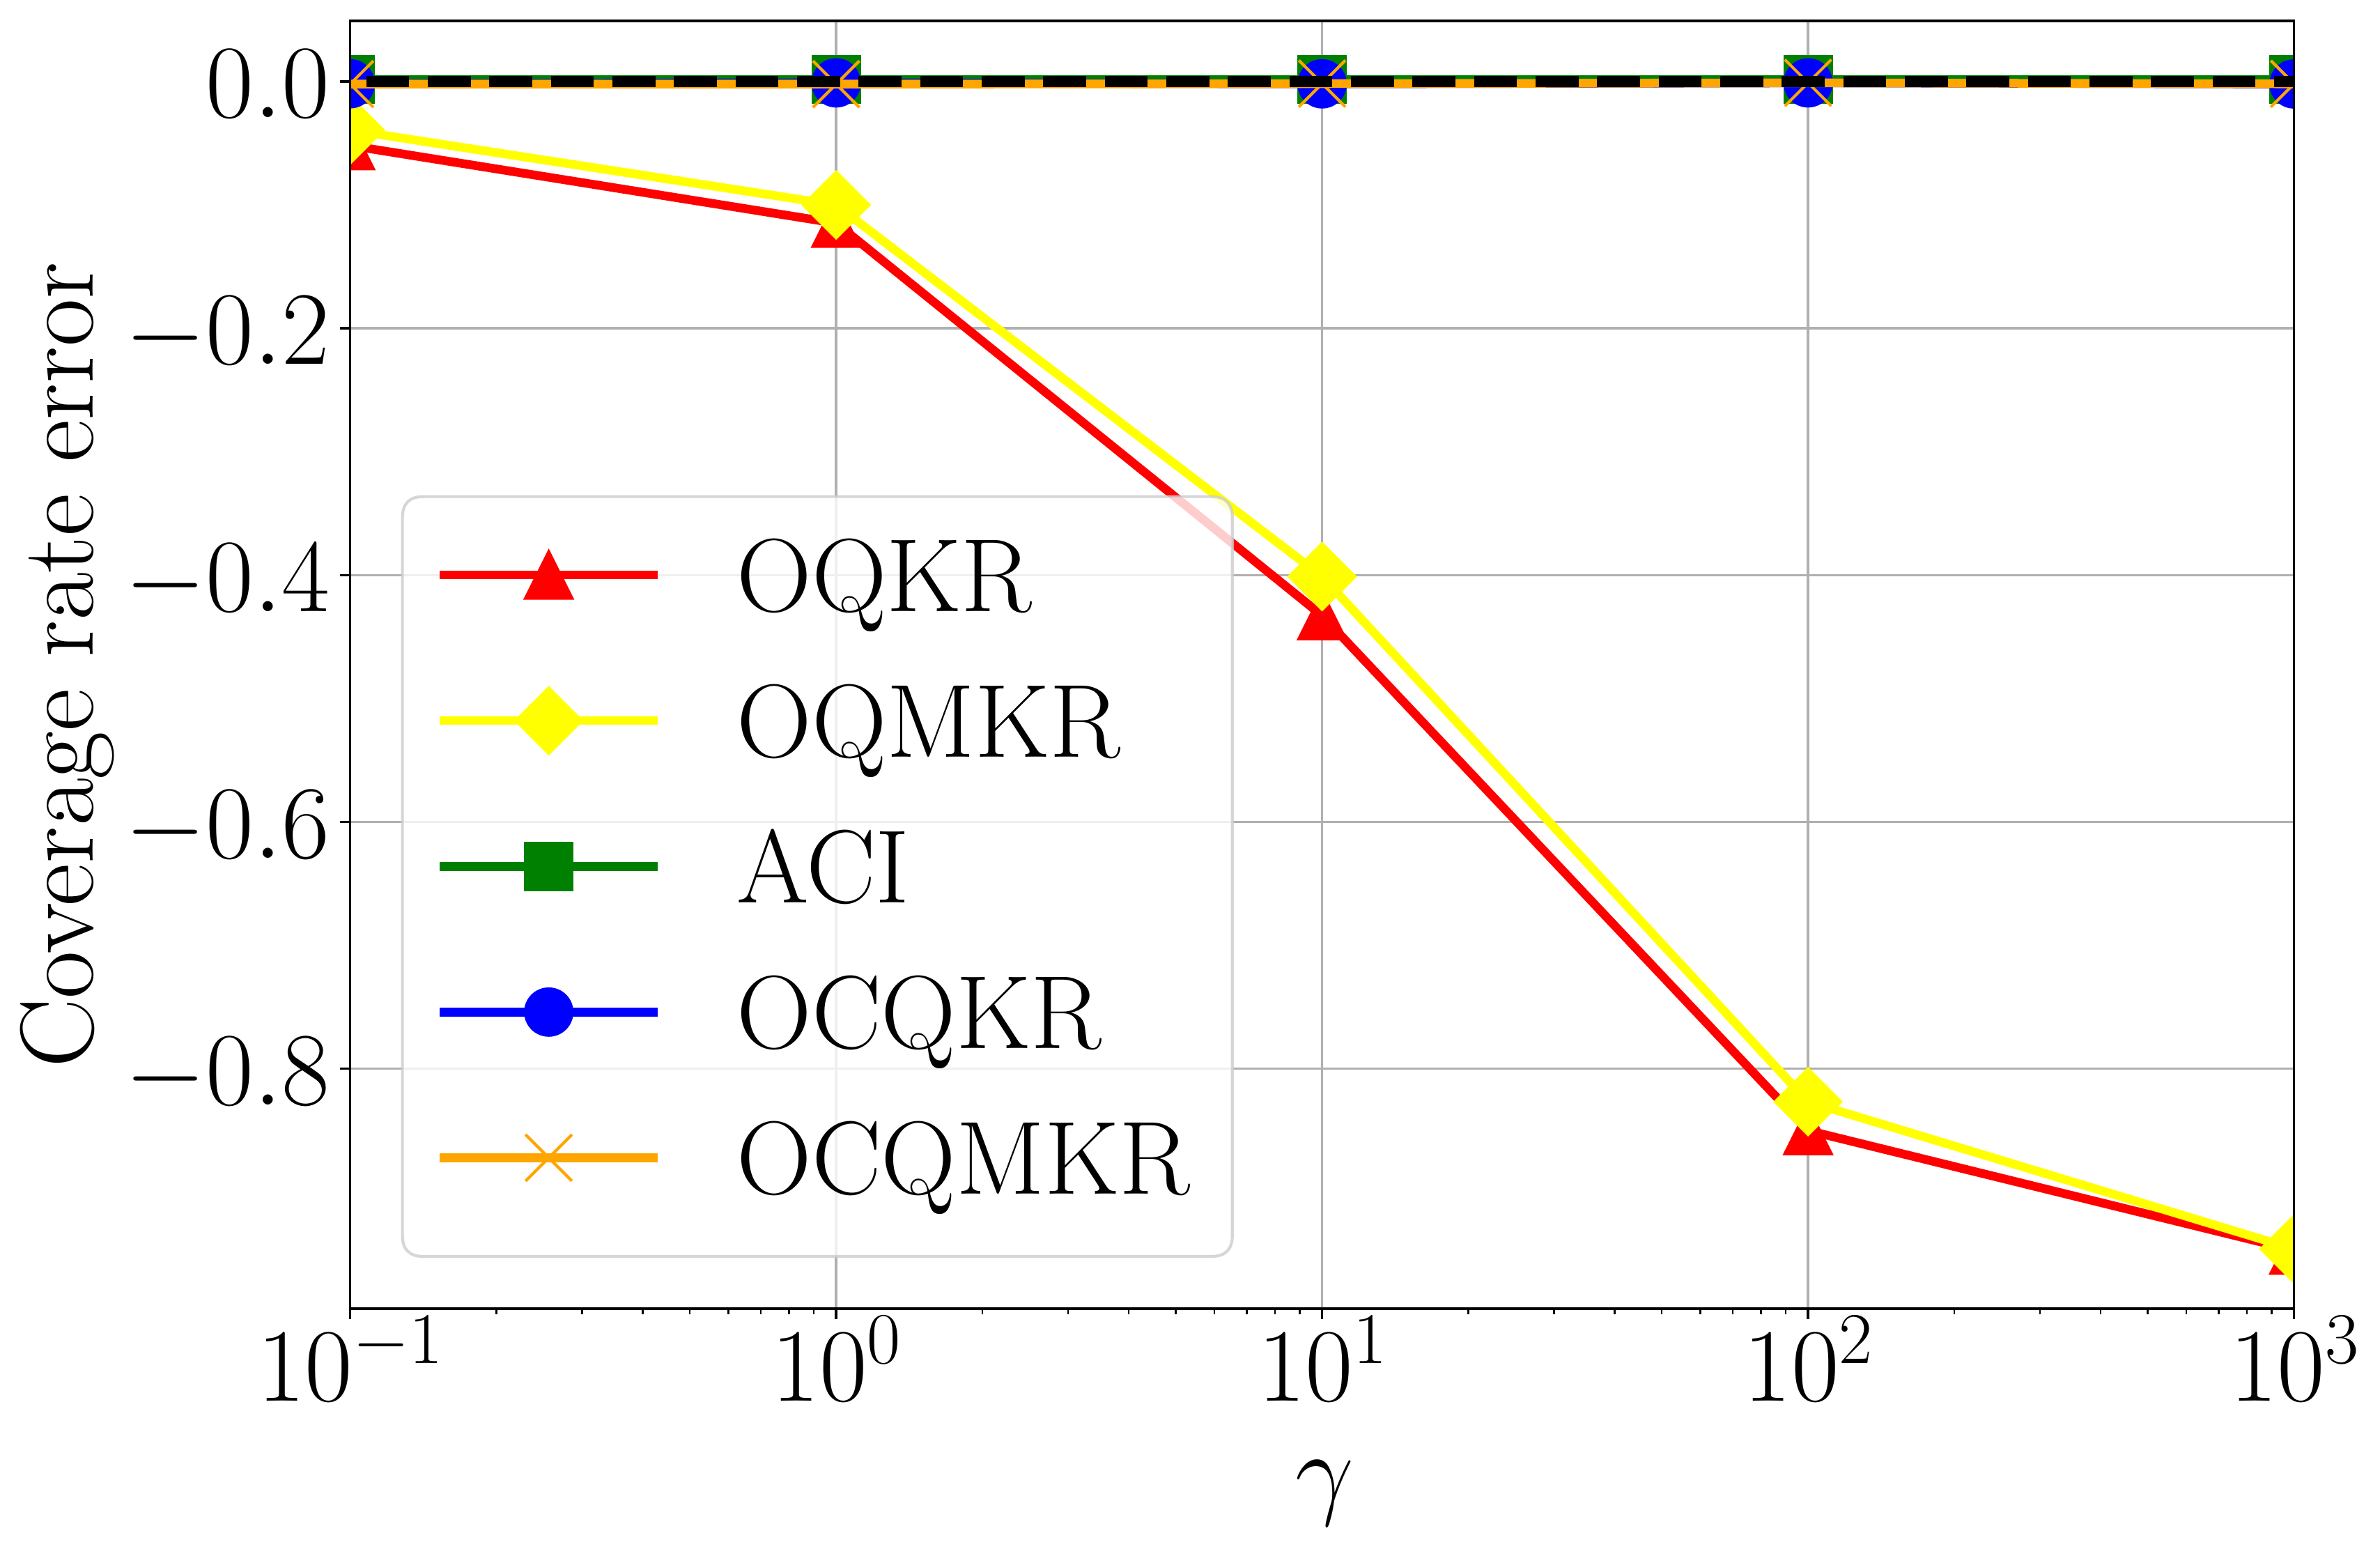 Coverage rate error
0.0
−0.2
−0.4
−0.6
−0.8
OQKR
OQMKR
ACI
OCQKR
OCQMKR
10⁻¹ 10⁰ 10¹ 10² 10³
γ